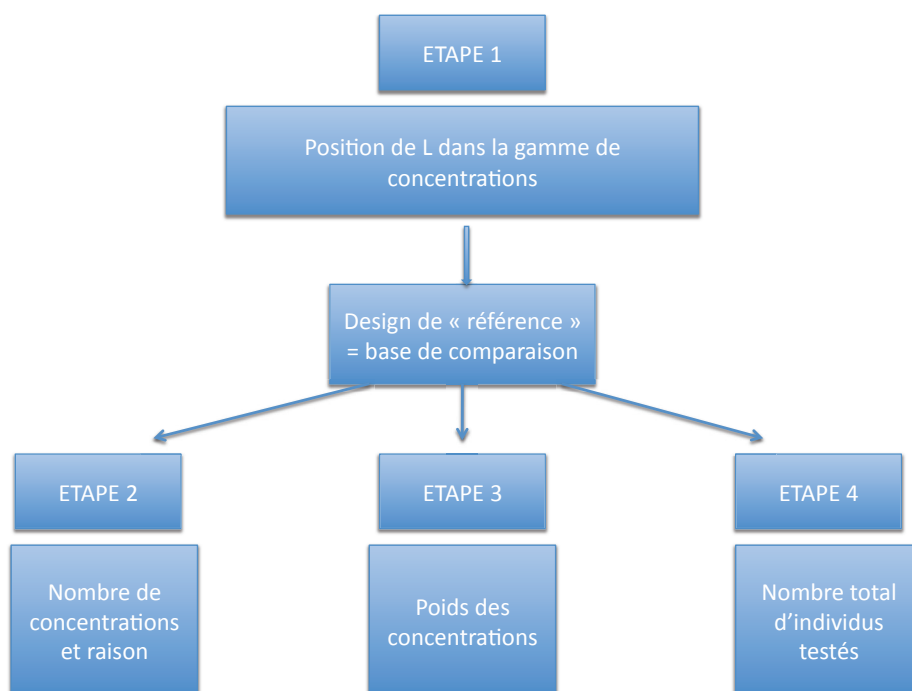 ETAPE 1
Position de L dans la gamme de
concentrations
Design de « référence »
= base de comparaison
ETAPE 2
Nombre de
concentrations
et raison
ETAPE 3
Poids des
concentrations
ETAPE 4
Nombre total
d’individus
testés